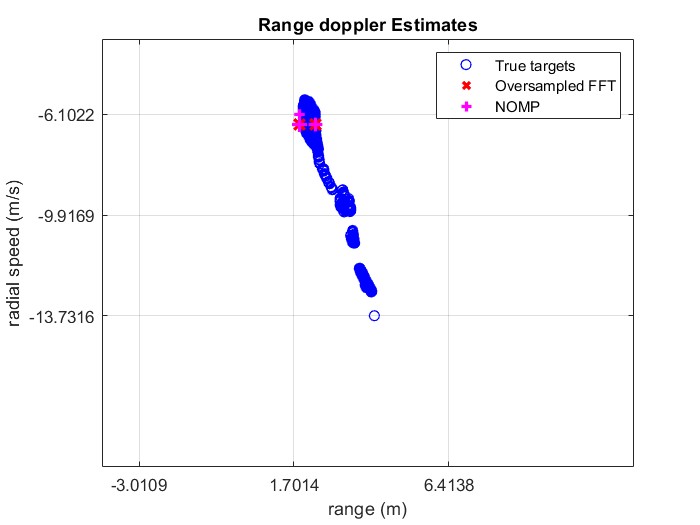 Range doppler Estimates
True targets
Oversampled FFT
NOMP
-6.1022
-9.9169
-13.7316
radial speed (m/s)
-3.0109 1.7014 6.4138
range (m)